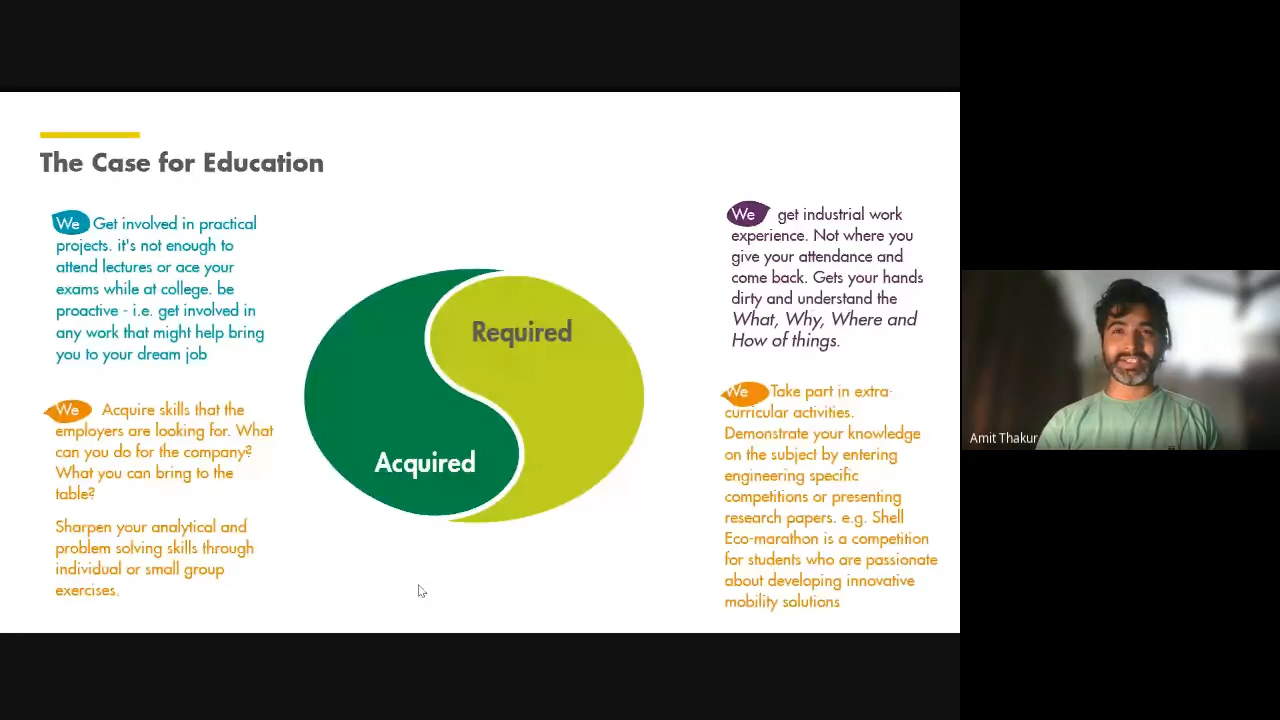 The Case for Education
We Get involved in practical
projects. it's not enough to
attend lectures or ace your
exams while at college. be
proactive - i.e. get involved in
any work that might help bring
you to your dream job
We Acquire skills that the
employers are looking for. What
can you do for the company?
What you can bring to the
table?
Sharpen your analytical and
problem solving skills through
individual or small group
exercises.
Required
Acquired
We get industrial work
experience. Not where you
give your attendance and
come back. Gets your hands
dirty and understand the
What, Why, Where and
How of things.
We Take part in extra-
curricular activities.
Demonstrate your knowledge
on the subject by entering
engineering specific
competitions or presenting
research papers. e.g. Shell
Eco-marathon is a competition
for students who are passionate
about developing innovative
mobility solutions
Amit Thakur